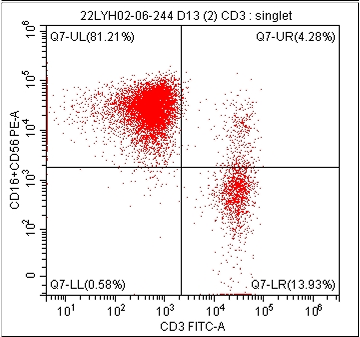 22LYH02-06-244 D13 (2) CD3 : singlet
Q7-UL(81.21%) Q7-UR(4.28%)
10^6
10^5
10^4
10^3
10^2
0
CD16+CD56 PE-A
Q7-LL(0.58%) Q7-LR(13.93%)
10^1 10^2 10^3 10^4 10^5 10^6
CD3 FITC-A